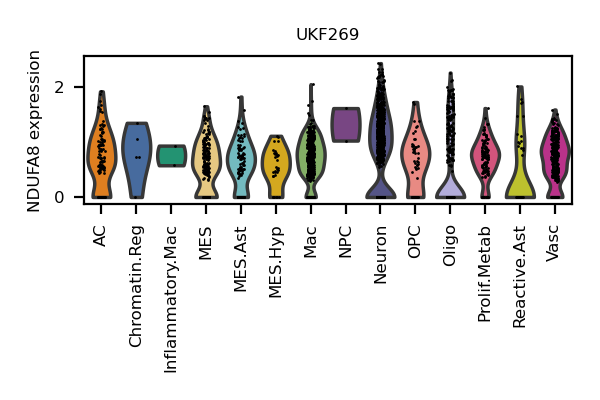 UKF269
NDUFA8 expression
2
0
AC
Chromatin.Reg
Inflammatory.Mac
MES
MES.Ast
MES.Hyp
Mac
NPC
Neuron
OPC
Oligo
Prolif.Metab
Reactive.Ast
Vasc